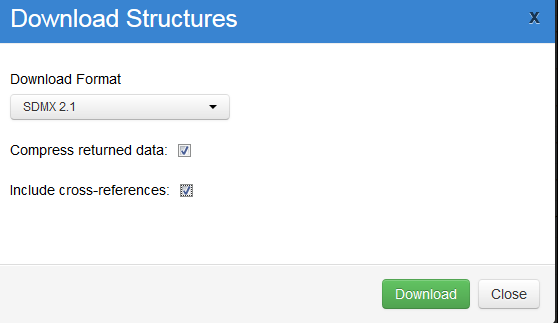 Download Structures x
Download Format
SDMX 2.1
Compress returned data:
Include cross-references:
Download Close